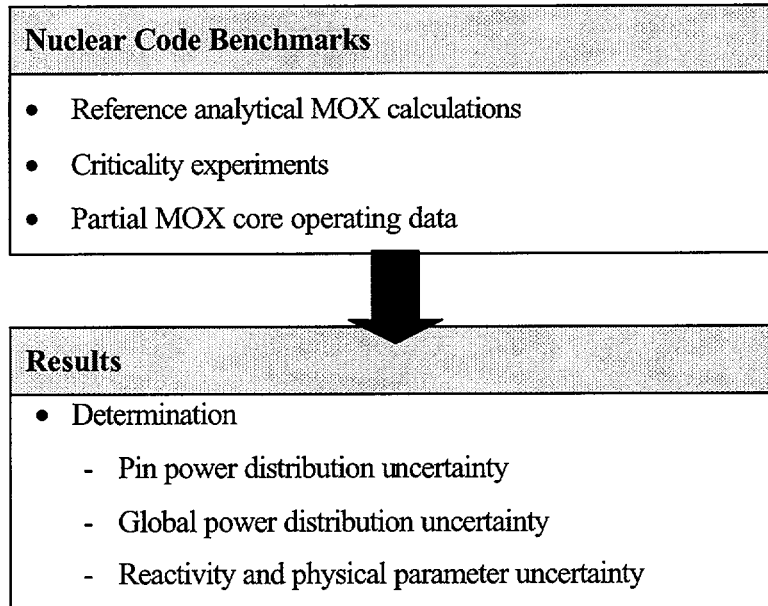 Nuclear Code Benchmarks
• Reference analytical MOX calculations
• Criticality experiments
• Partial MOX core operating data
Results
• Determination
- Pin power distribution uncertainty
- Global power distribution uncertainty
- Reactivity and physical parameter uncertainty